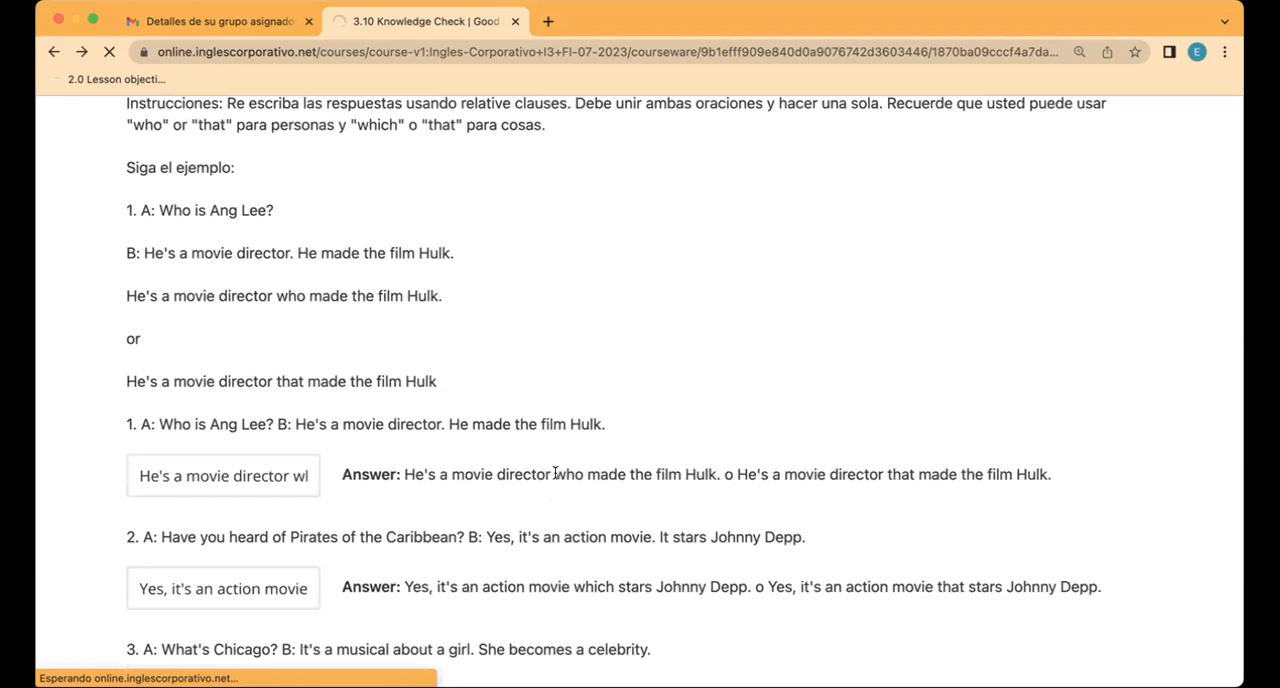 Detalles de su grupo asignado
3.10 Knowledge Check | Good
online.inglescorporativo.net/courses/course-v1:Ingles-Corporativo+I3+FI-07-2023/courseware/9b1efff909e840d0a9076742d3603446/1870ba09cccf4a7da...
E
2.0 Lesson objecti...
Instrucciones: Re escriba las respuestas usando relative clauses. Debe unir ambas oraciones y hacer una sola. Recuerde que usted puede usar
"who" or "that" para personas y "which" o "that" para cosas.
Siga el ejemplo:
1. A: Who is Ang Lee?
B: He's a movie director. He made the film Hulk.
He's a movie director who made the film Hulk.
or
He's a movie director that made the film Hulk
1. A: Who is Ang Lee? B: He's a movie director. He made the film Hulk.
He's a movie director wl Answer: He's a movie director who made the film Hulk. o He's a movie director that made the film Hulk.
2. A: Have you heard of Pirates of the Caribbean? B: Yes, it's an action movie. It stars Johnny Depp.
Yes, it's an action movie Answer: Yes, it's an action movie which stars Johnny Depp. o Yes, it's an action movie that stars Johnny Depp.
3. A: What's Chicago? B: It's a musical about a girl. She becomes a celebrity.
Esperando online.inglescorporativo.net...